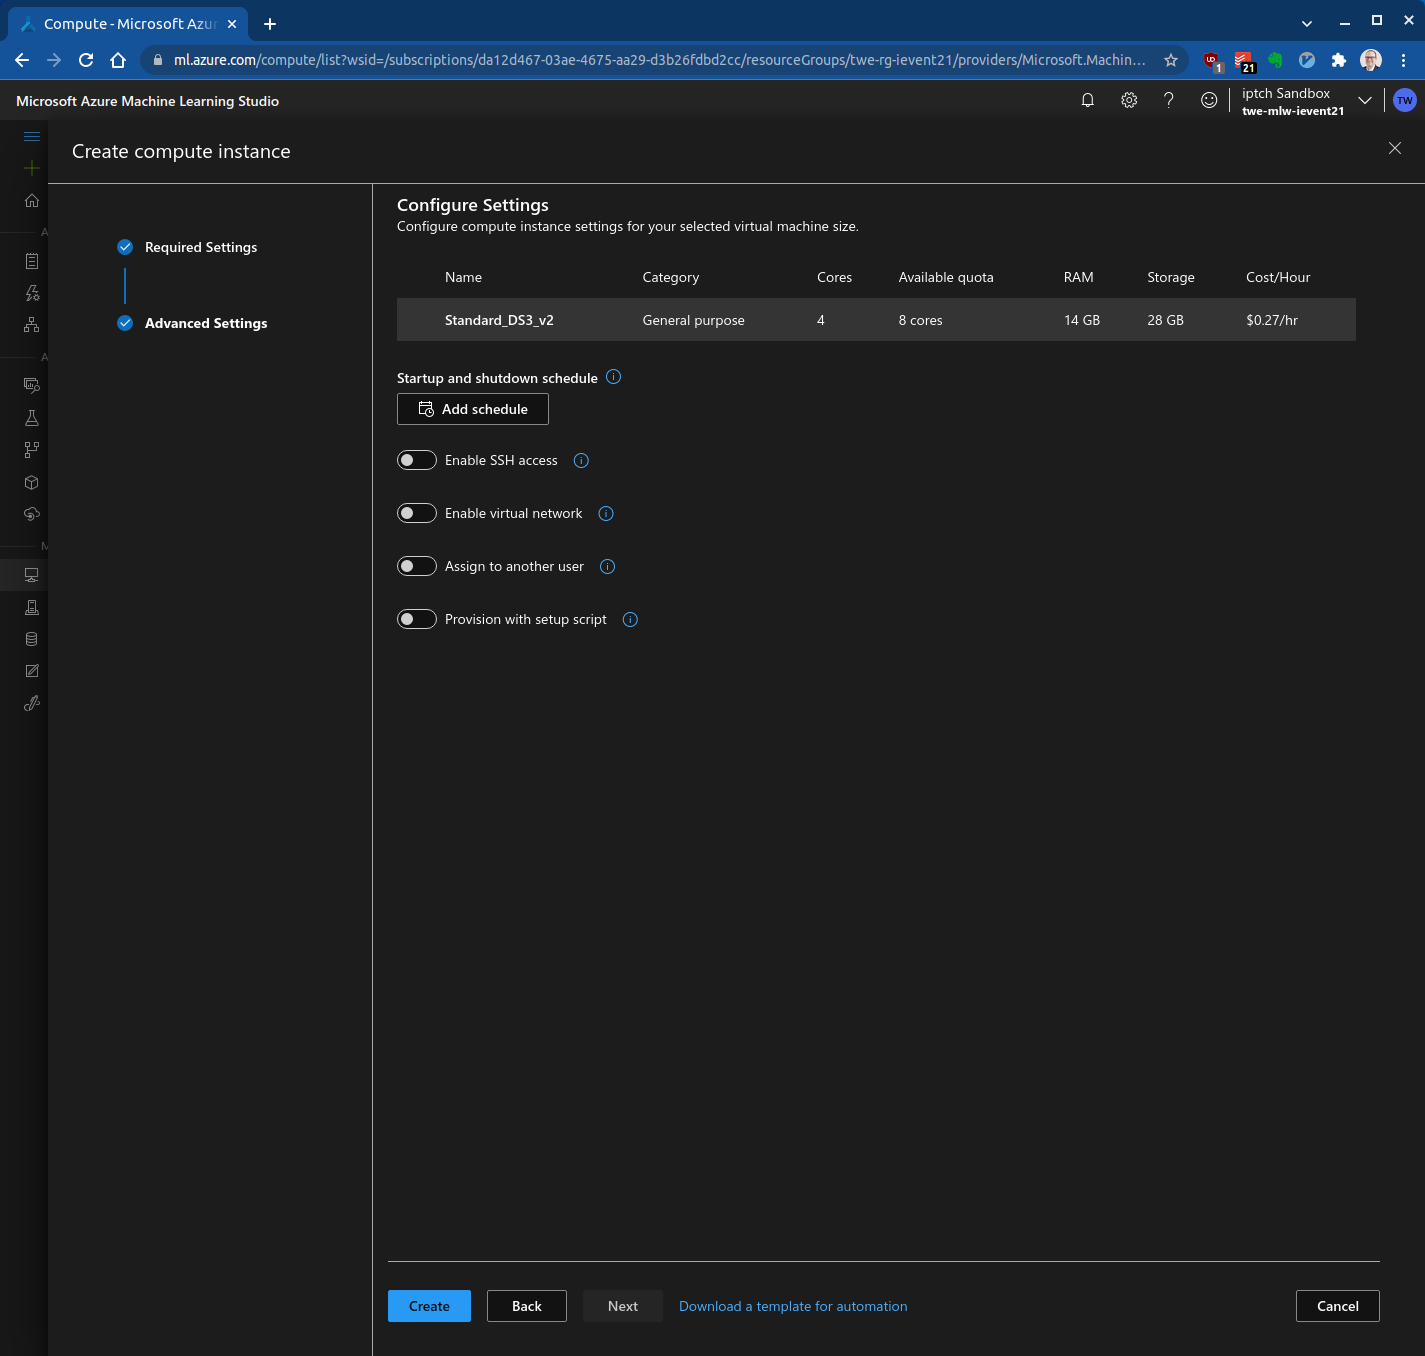 Compute - Microsoft Azur
ml.azure.com/compute/list?wsid=/subscriptions/da12d467-03ae-4675-aa29-d3b26fdbd2cc/resourceGroups/twe-rg-ievent21/providers/Microsoft.Machin...
1
21
Microsoft Azure Machine Learning Studio
iptch Sandbox
twe-mlw-ievent21
TW
Create compute instance
Required Settings
Advanced Settings
A
A
M
Configure Settings
Configure compute instance settings for your selected virtual machine size.
Name Category Cores Available quota RAM Storage Cost/Hour
Standard_DS3_v2 General purpose 4 8 cores 14 GB 28 GB $0.27/hr
Startup and shutdown schedule
Add schedule
Enable SSH access
Enable virtual network
Assign to another user
Provision with setup script
Create Back Next Download a template for automation Cancel